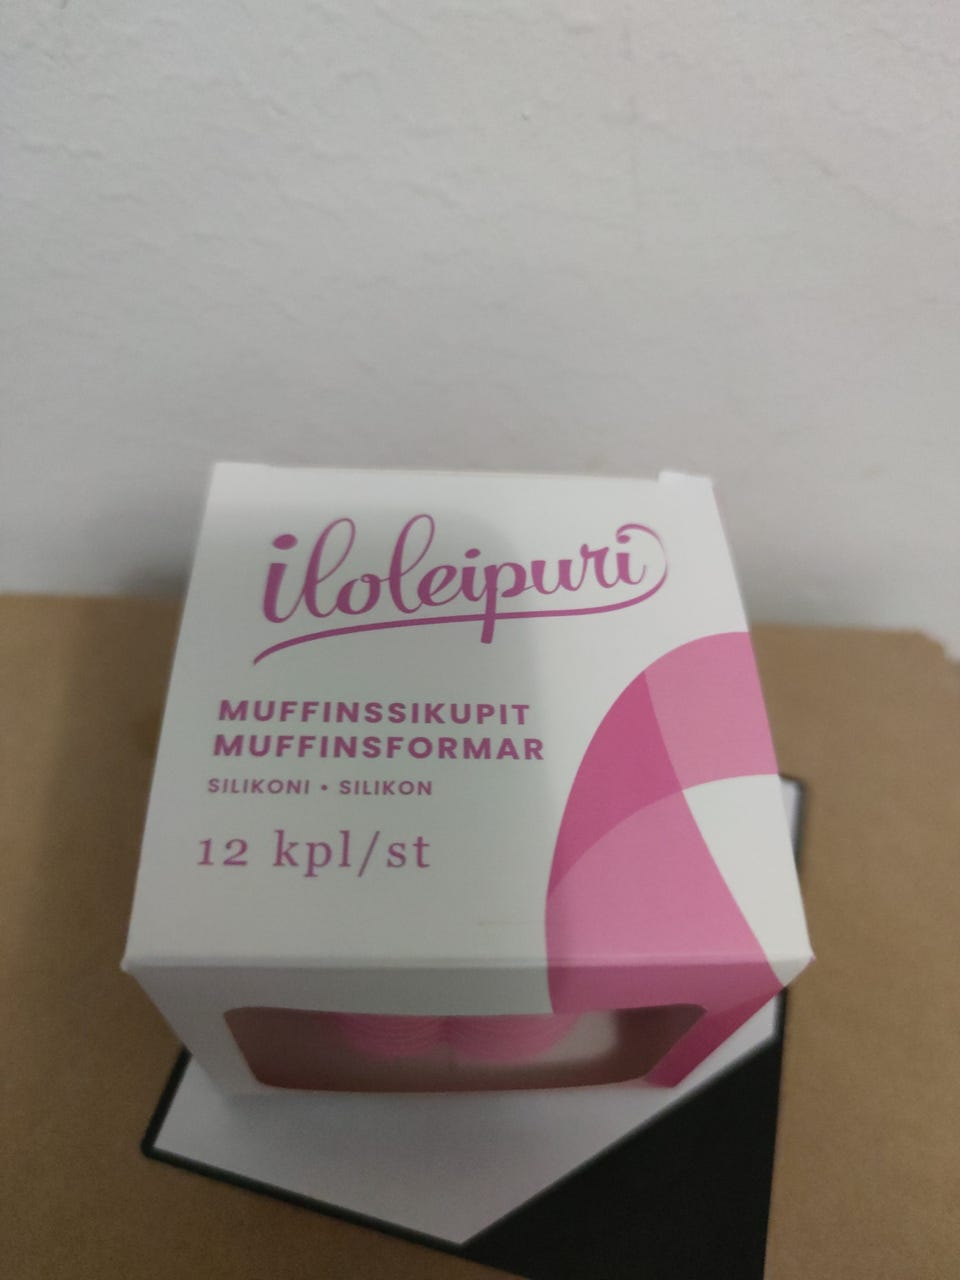 iloleipuri
MUFFINSSIKUPIT
MUFFINSFORMAR
SILIKONI • SILIKON
12 kpl/st